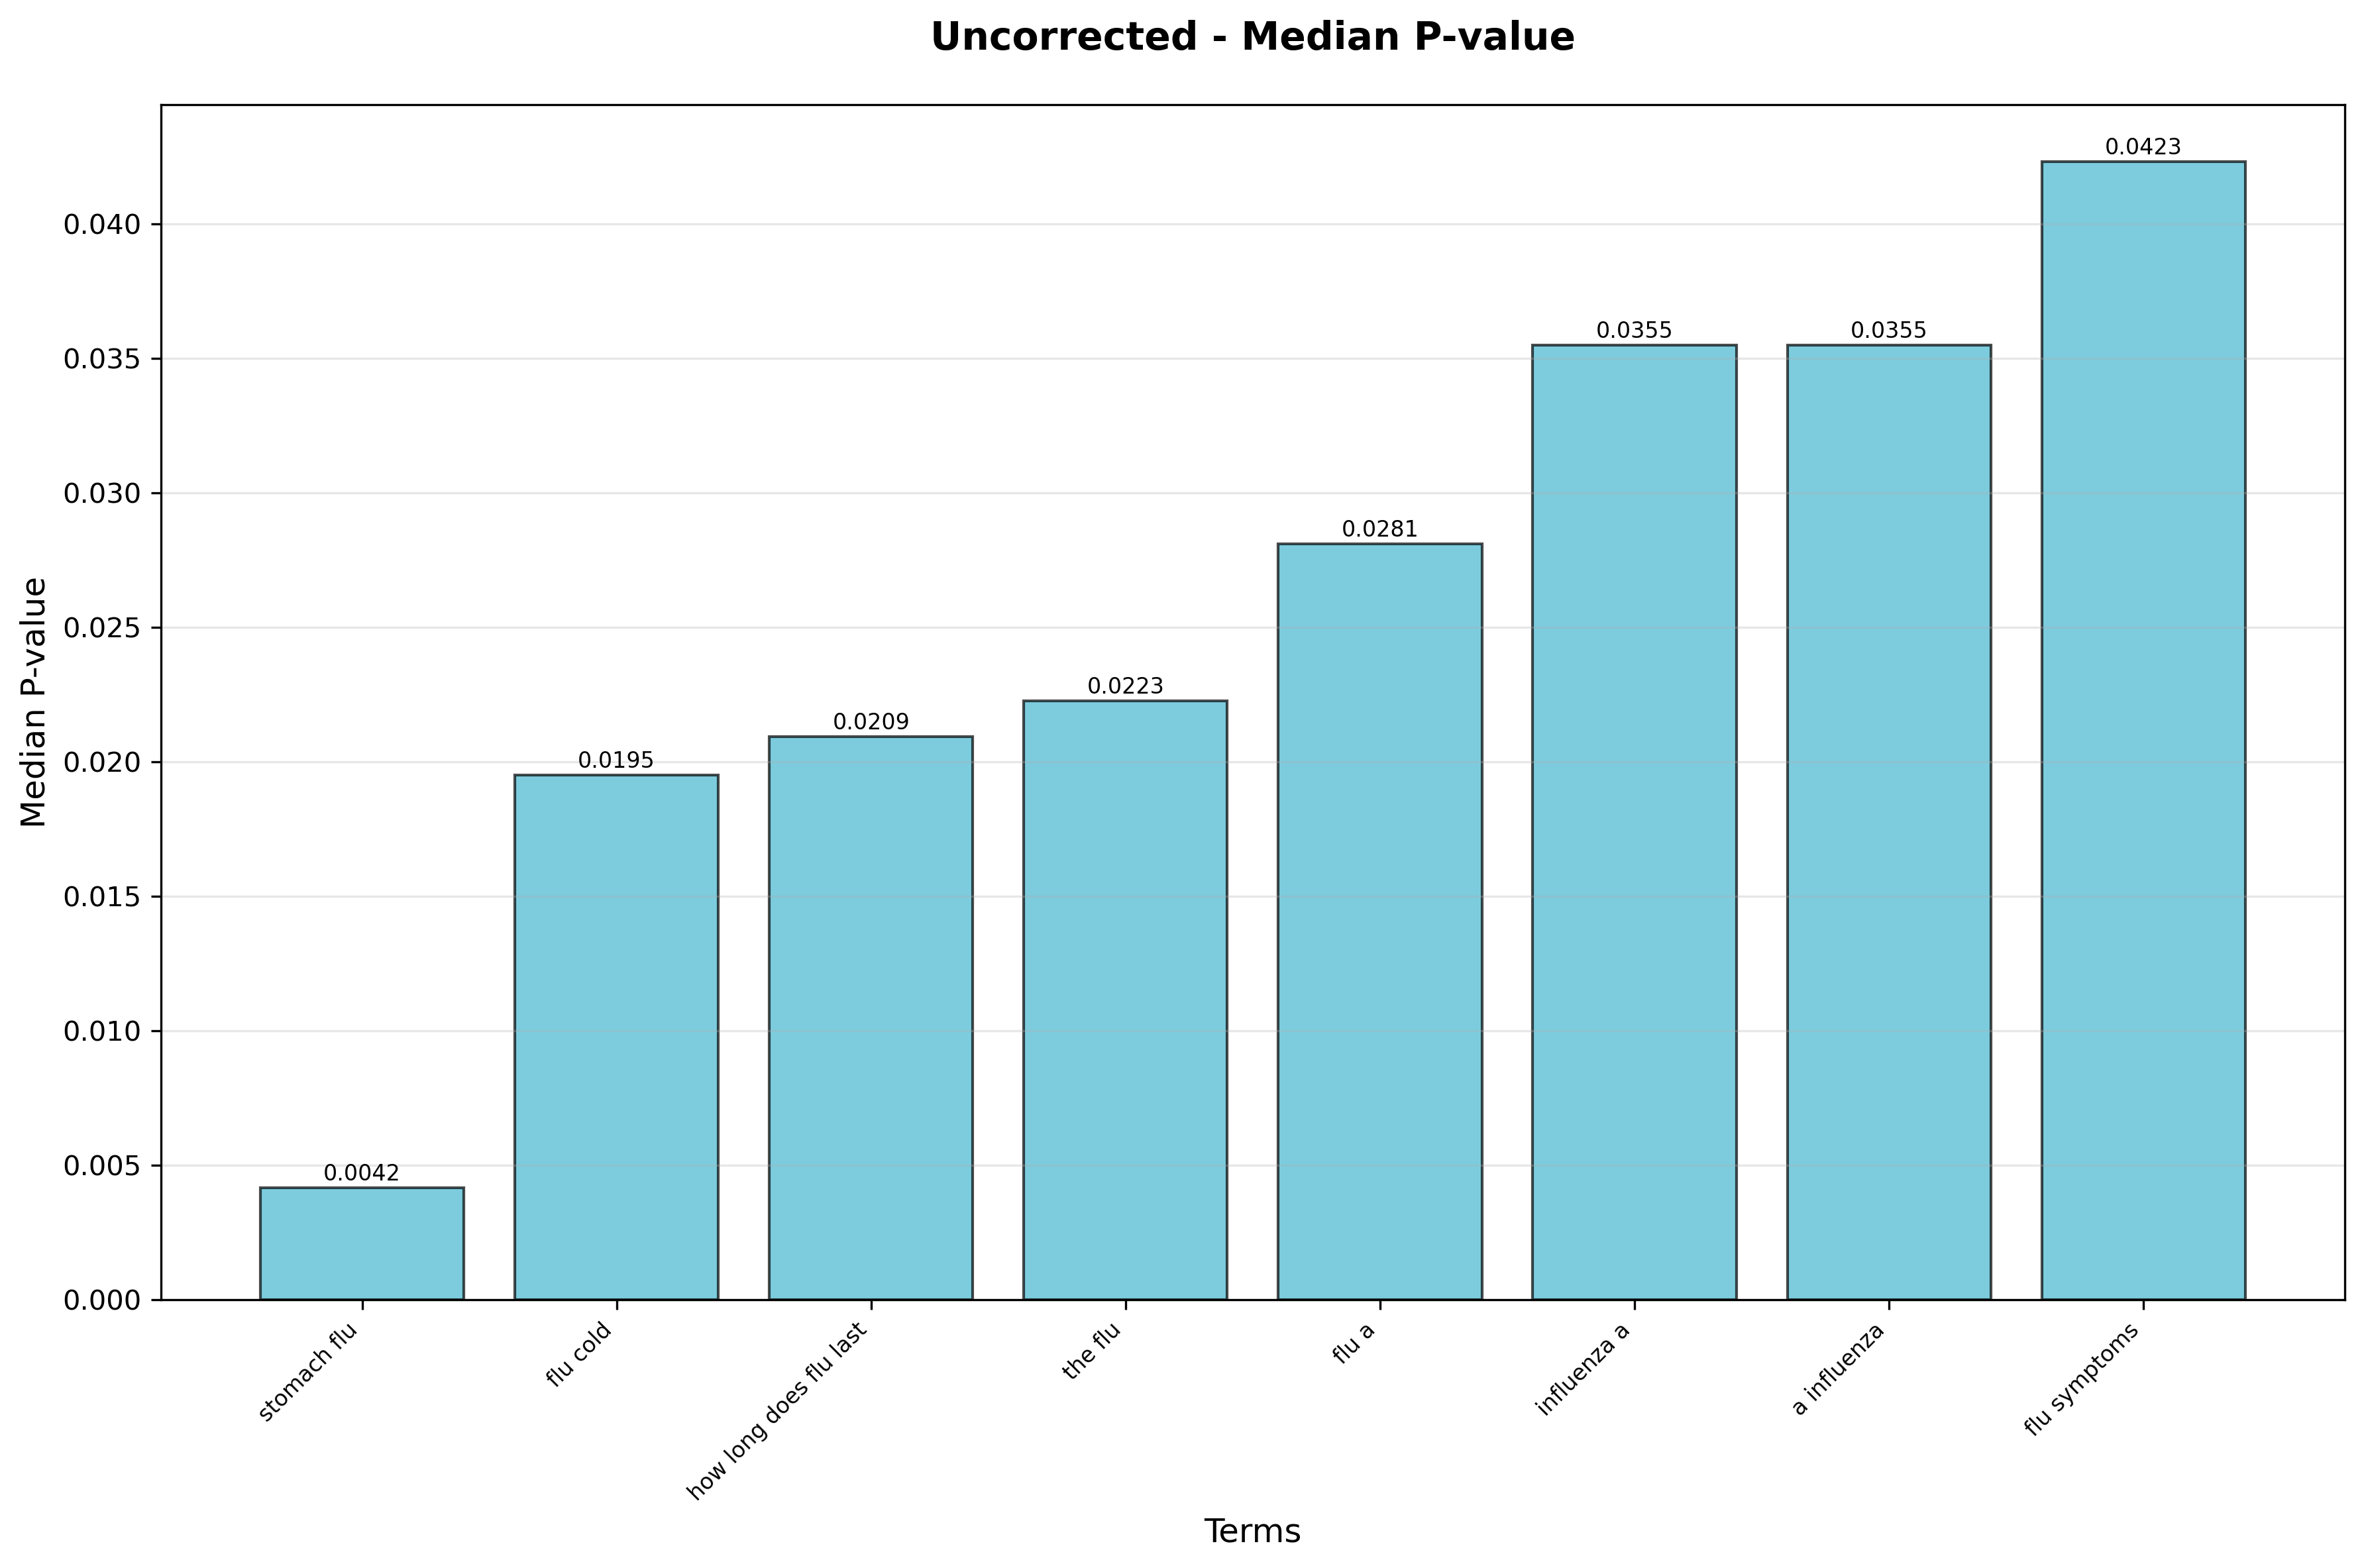 Uncorrected - Median P-value
Median P-value
0.040
0.035
0.030
0.025
0.020
0.015
0.010
0.005
0.000
0.0042
0.0195
0.0209
0.0223
0.0281
0.0355
0.0355
0.0423
stomach flu
flu cold
how long does flu last
the flu
flu a
influenza a
a influenza
flu symptoms
Terms